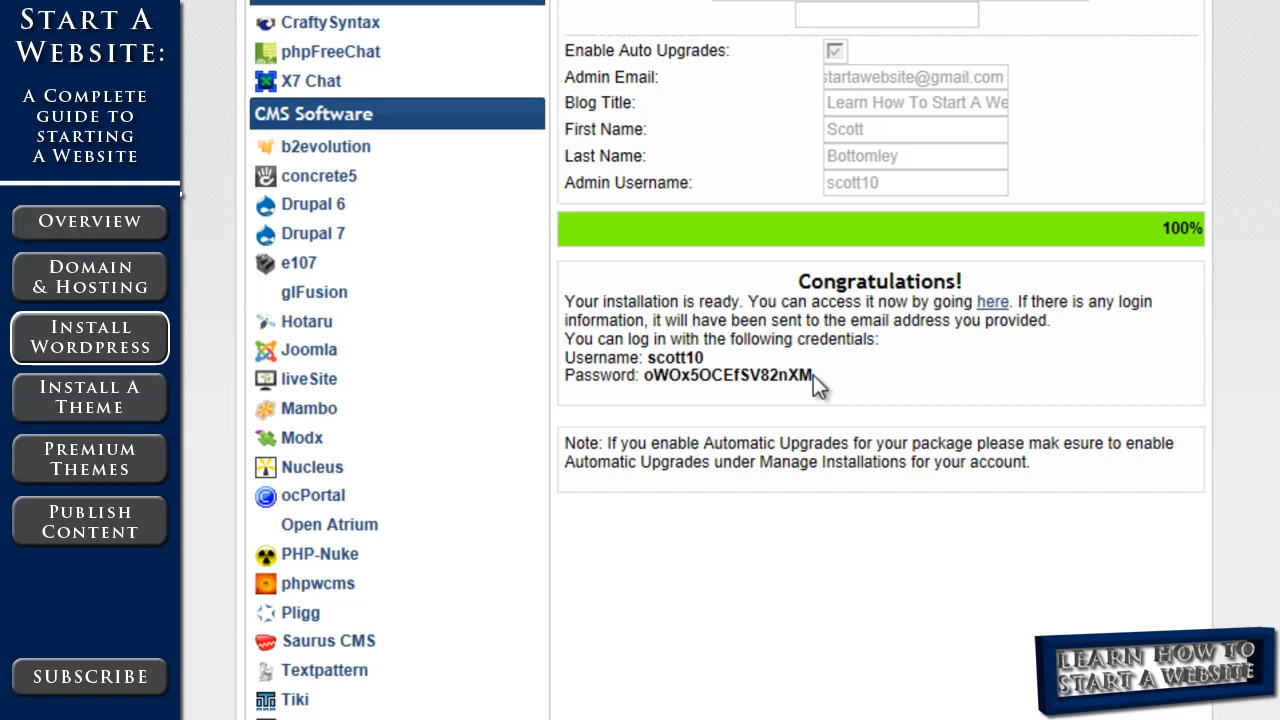 START A
WEBSITE:
A COMPLETE
GUIDE TO
STARTING
A WEBSITE
OVERVIEW
DOMAIN
& HOSTING
INSTALL
WORDPRESS
INSTALL A
THEME
PREMIUM
THEMES
PUBLISH
CONTENT
SUBSCRIBE
CraftySyntax
phpFreeChat
X7 Chat
CMS Software
b2evolution
concrete5
Drupal 6
Drupal 7
e107
glFusion
Hotaru
Joomla
liveSite
Mambo
Modx
Nucleus
ocPortal
Open Atrium
PHP-Nuke
phpwcms
Pligg
Saurus CMS
Textpattern
Tiki
Enable Auto Upgrades:
Admin Email: startawebsite@gmail.com
Blog Title: Learn How To Start A We
First Name: Scott
Last Name: Bottomley
Admin Username: scott10
100%
Congratulations!
Your installation is ready. You can access it now by going here. If there is any login
information, it will have been sent to the email address you provided.
You can log in with the following credentials:
Username: scott10
Password: oWOx5OCEfSV82nXM
Note: If you enable Automatic Upgrades for your package please mak esure to enable
Automatic Upgrades under Manage Installations for your account.
LEARN HOW TO
START A WEBSITE